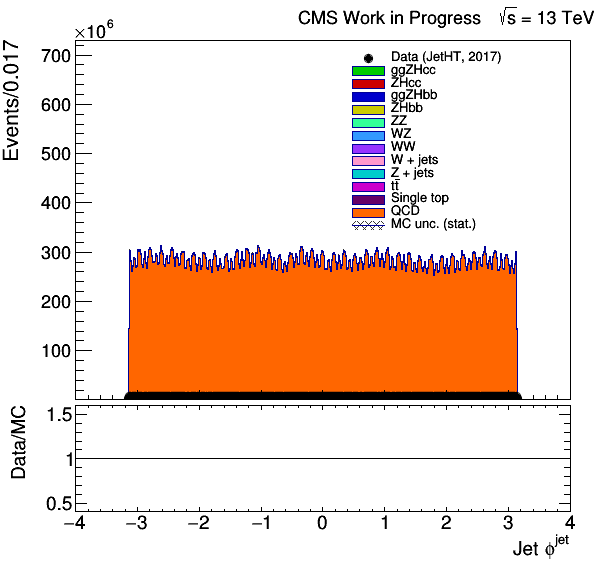 CMS Work in Progress √s = 13 TeV
×10⁶
Events/0.017
700
600
500
400
300
200
100
Data (JetHT, 2017)
ggZHcc
ZHcc
ggZHbb
ZHbb
ZZ
WZ
WW
W + jets
Z + jets
tt̄
Single top
QCD
MC unc. (stat.)
Data/MC
1.5
1
0.5
−4 −3 −2 −1 0 1 2 3 4
Jet ϕ^jet